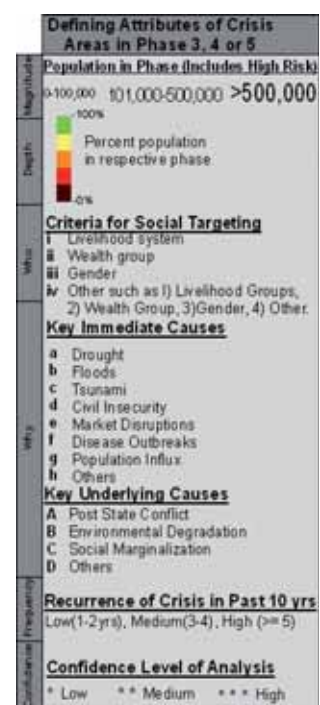 Defining Attributes of Crisis
Areas in Phase 3, 4 or 5
Magnitude
Population in Phase (Includes High Risk)
0-100,000 101,000-500,000 >500,000
Depth
100%
Percent population
in respective phase
0%
Who
Criteria for Social Targeting
i Livelihood system
ii Wealth group
iii Gender
iv Other such as I) Livelihood Groups,
2) Wealth Group, 3)Gender, 4) Other.
Why
Key Immediate Causes
a Drought
b Floods
c Tsunami
d Civil Insecurity
e Market Disruptions
f Disease Outbreaks
g Population Influx
h Others
Key Underlying Causes
A Post State Conflict
B Environmental Degradation
C Social Marginalization
D Others
Frequency
Recurrence of Crisis in Past 10 yrs
Low(1-2yrs), Medium(3-4), High (>= 5)
Confidence
Confidence Level of Analysis
* Low ** Medium *** High